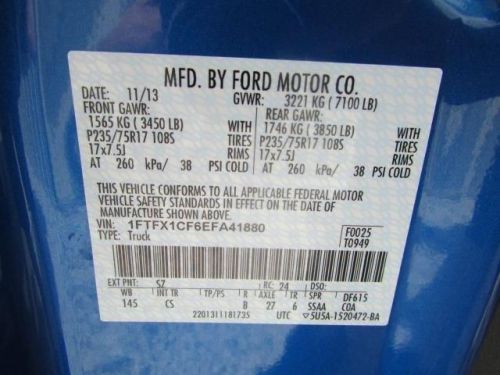 MFD. BY FORD MOTOR CO.
DATE: 11/13 GVWR: 3221 KG ( 7100 LB)
FRONT GAWR: REAR GAWR:
1565 KG ( 3450 LB) WITH 1746 KG ( 3850 LB) WITH
P235/75R17 108S TIRES P235/75R17 108S TIRES
17x7.5J RIMS 17x7.5J RIMS
AT 260 kPa/ 38 PSI COLD AT 260 kPa/ 38 PSI COLD
THIS VEHICLE CONFORMS TO ALL APPLICABLE FEDERAL MOTOR
VEHICLE SAFETY STANDARDS IN EFFECT ON THE DATE OF
MANUFACTURE SHOWN ABOVE.
VIN: 1FTFX1CF6EFA41880 F0025
TYPE: Truck T0949
EXT PNT: SZ RC: 24 DSO:
WB INT TR TP/PS R AXLE TR SPR DF615
145 CS B 27 6 SSAA COA
2201311181735 UTC 5U5A-1520472-BA